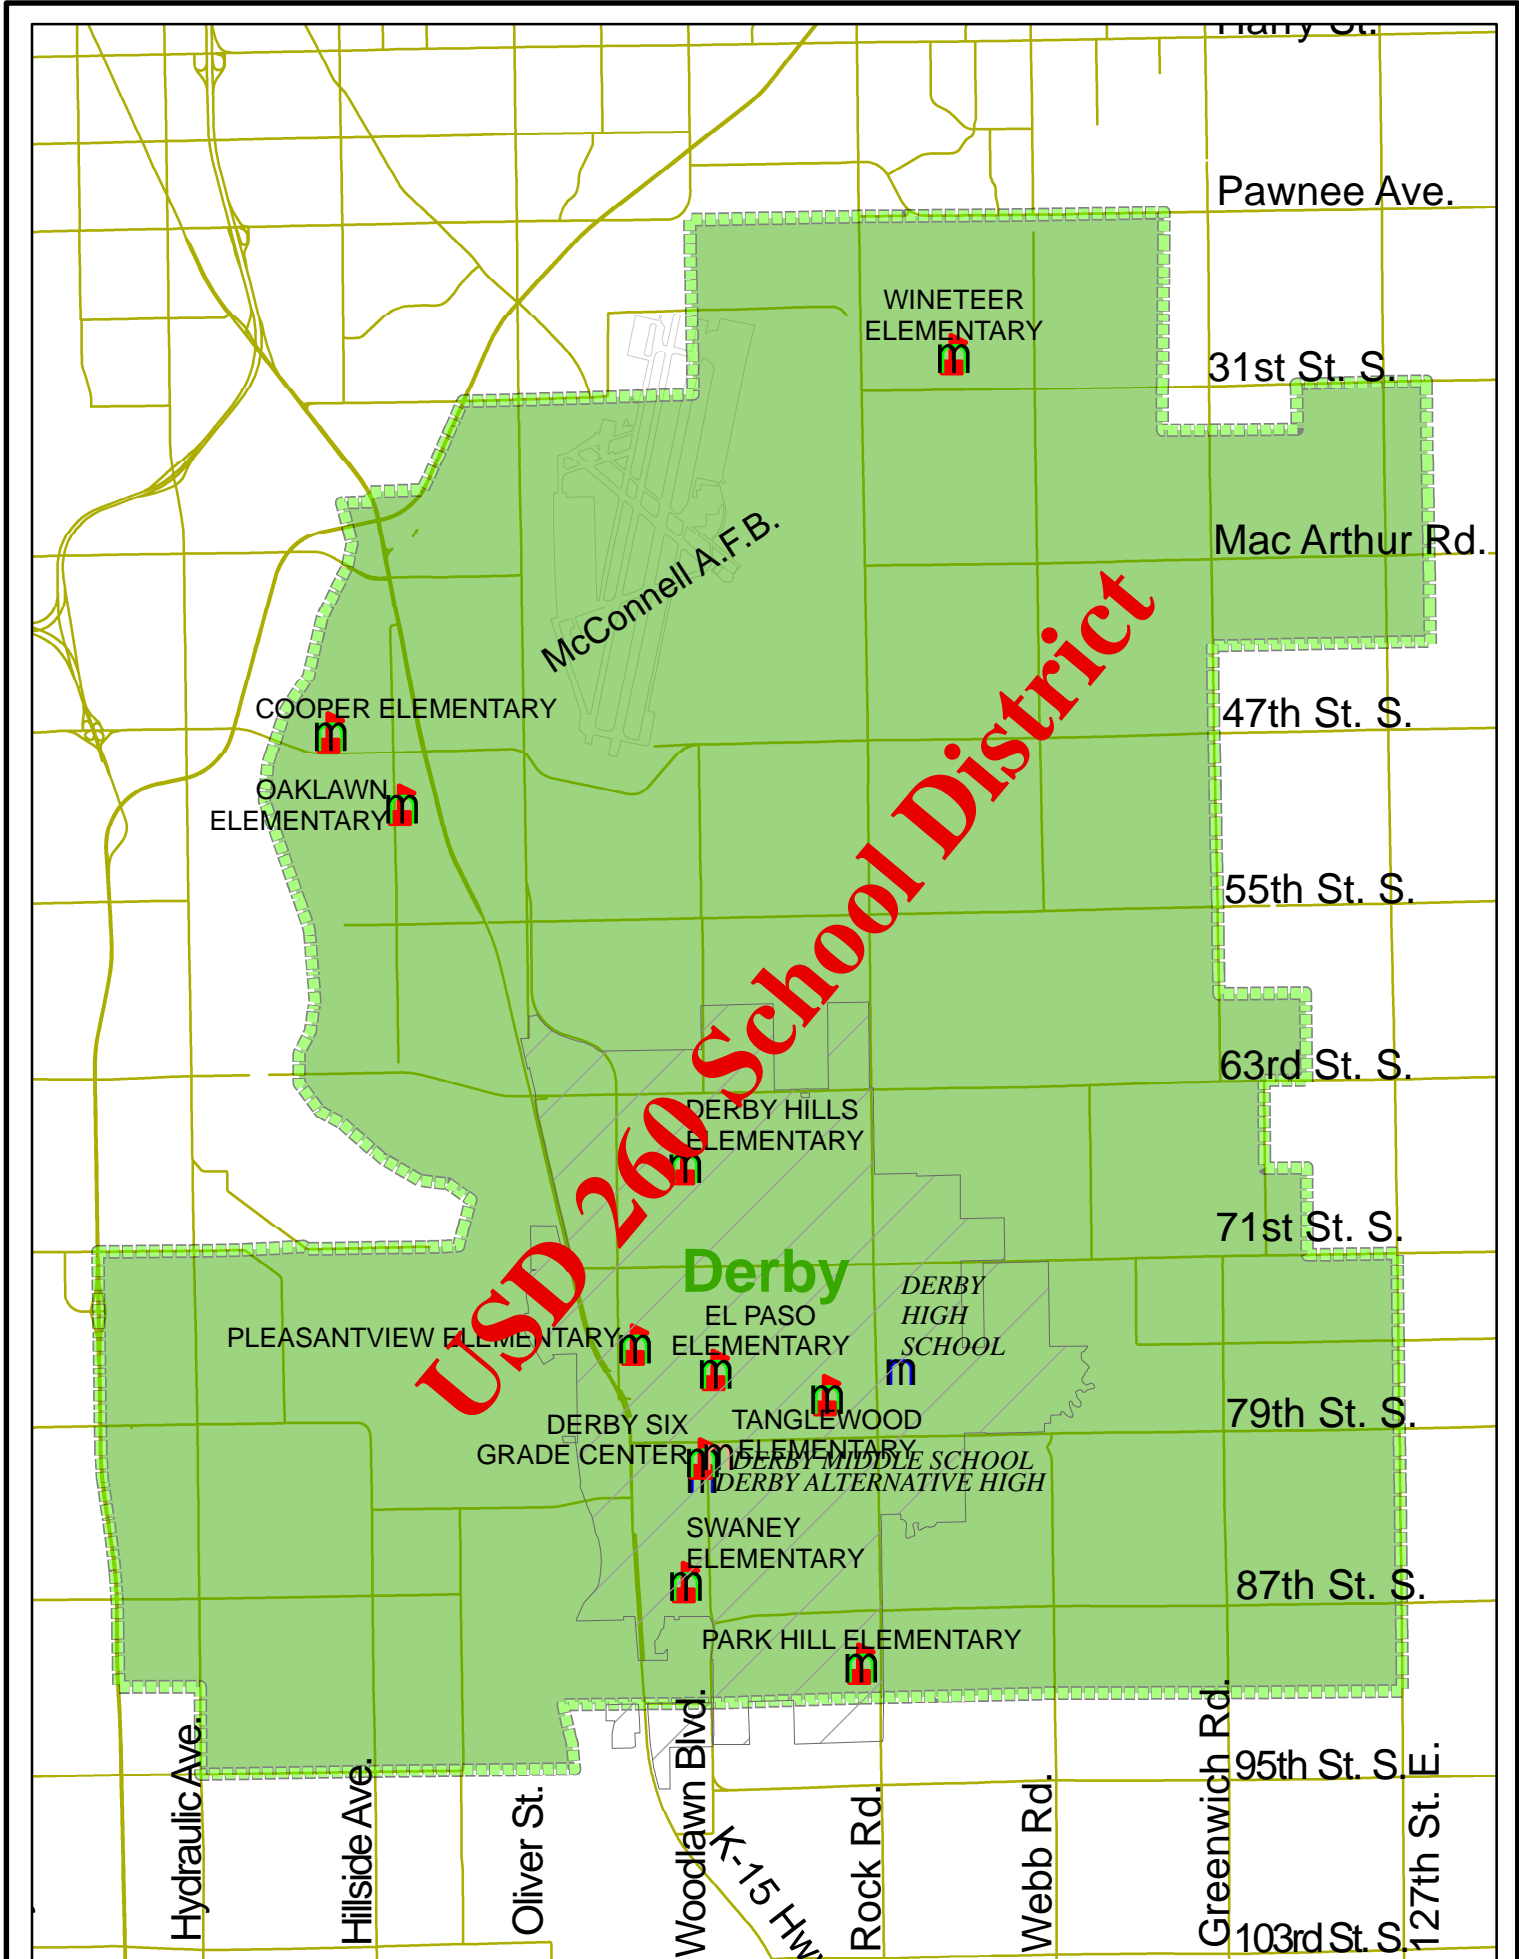 Harry St.
Pawnee Ave.
WINETEER
ELEMENTARY
31st St. S.
Mac Arthur Rd.
McConnell A.F.B.
COOPER ELEMENTARY
47th St. S.
OAKLAWN
ELEMENTARY
55th St. S.
USD 260 School District
63rd St. S.
DERBY HILLS
ELEMENTARY
71st St. S.
Derby
DERBY
HIGH
SCHOOL
EL PASO
ELEMENTARY
PLEASANTVIEW ELEMENTARY
79th St. S.
TANGLEWOOD
ELEMENTARY
DERBY SIX
GRADE CENTER
DERBY MIDDLE SCHOOL
DERBY ALTERNATIVE HIGH
SWANEY
ELEMENTARY
87th St. S.
PARK HILL ELEMENTARY
95th St. S.
Hydraulic Ave.
Hillside Ave.
Oliver St.
Woodlawn Blvd.
K-15 Hwy
Rock Rd.
Webb Rd.
Greenwich Rd.
127th St. E.
103rd St. S.